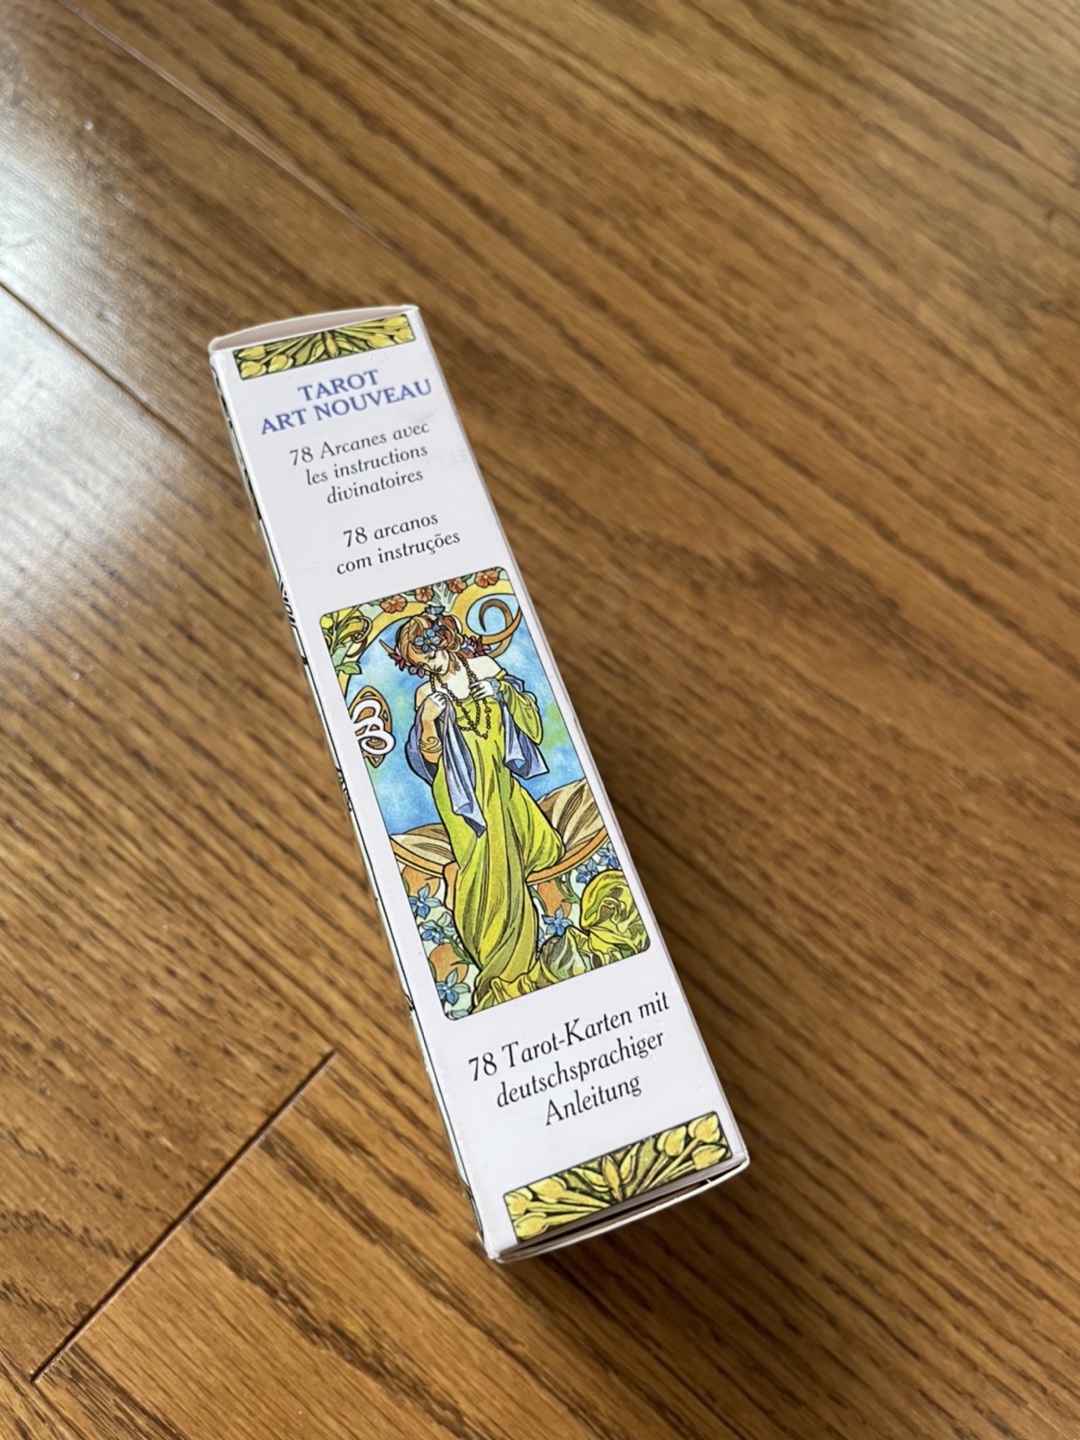 TAROT
ART NOUVEAU
78 Arcanes avec
les instructions
divinatoires
78 arcanos
com instruções
78 Tarot-Karten mit
deutschsprachiger
Anleitung